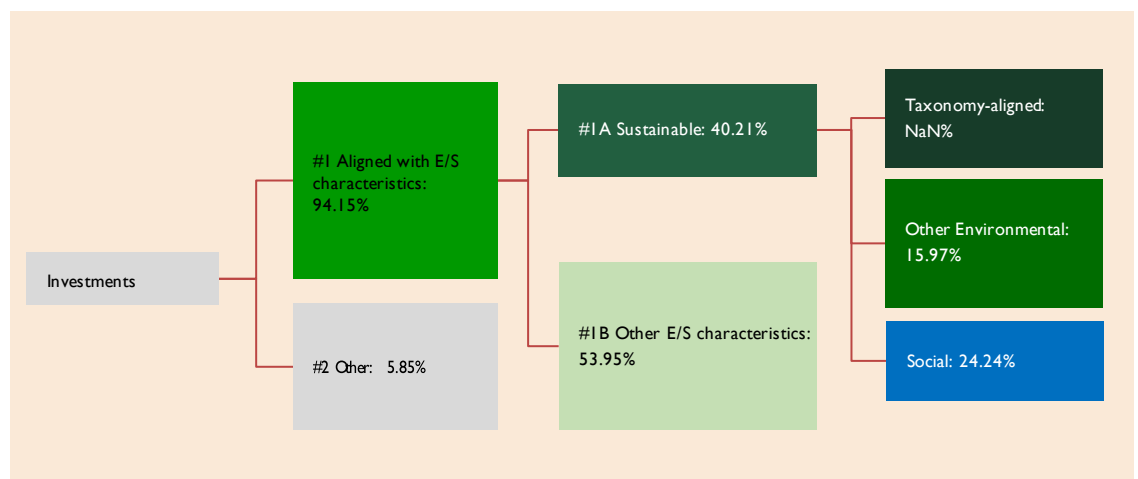 Investments
#1 Aligned with E/S
characteristics:
94.15%
#2 Other: 5.85%
#1A Sustainable: 40.21%
#1B Other E/S characteristics:
53.95%
Taxonomy-aligned:
NaN%
Other Environmental:
15.97%
Social: 24.24%